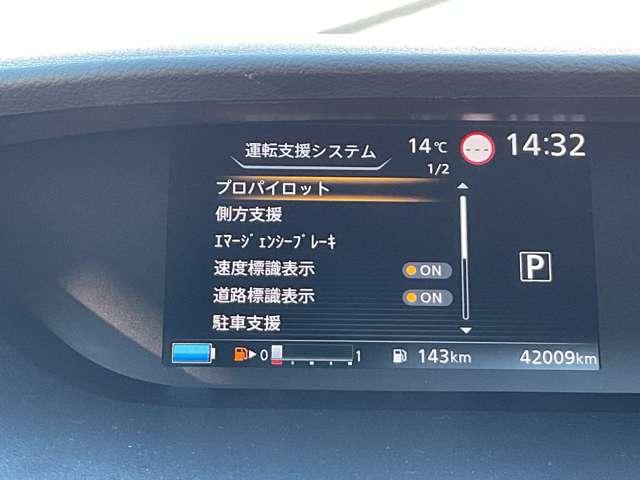 運転支援システム 14℃ --- 14:32
1/2
プロパイロット
側方支援
ｴﾏｰｼﾞｪﾝｼｰﾌﾞﾚｰｷ
速度標識表示 ON
道路標識表示 ON
駐車支援
P
0 1 143km 42009km